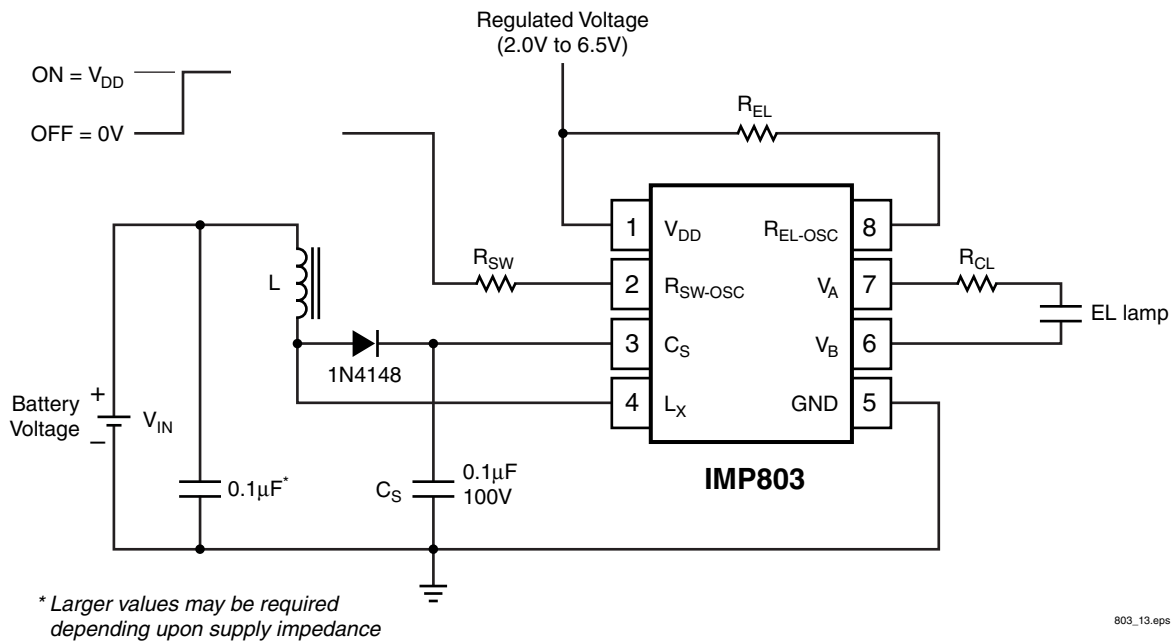 Regulated Voltage
(2.0V to 6.5V)
ON = VDD
OFF = 0V
REL
1 VDD
REL-OSC 8
RSW
2 RSW-OSC
VA 7
RCL
EL lamp
L
3 CS
VB 6
1N4148
4 LX
GND 5
Battery
Voltage
+
–
VIN
0.1μF*
CS
0.1μF
100V
IMP803
* Larger values may be required
depending upon supply impedance
803_13.eps